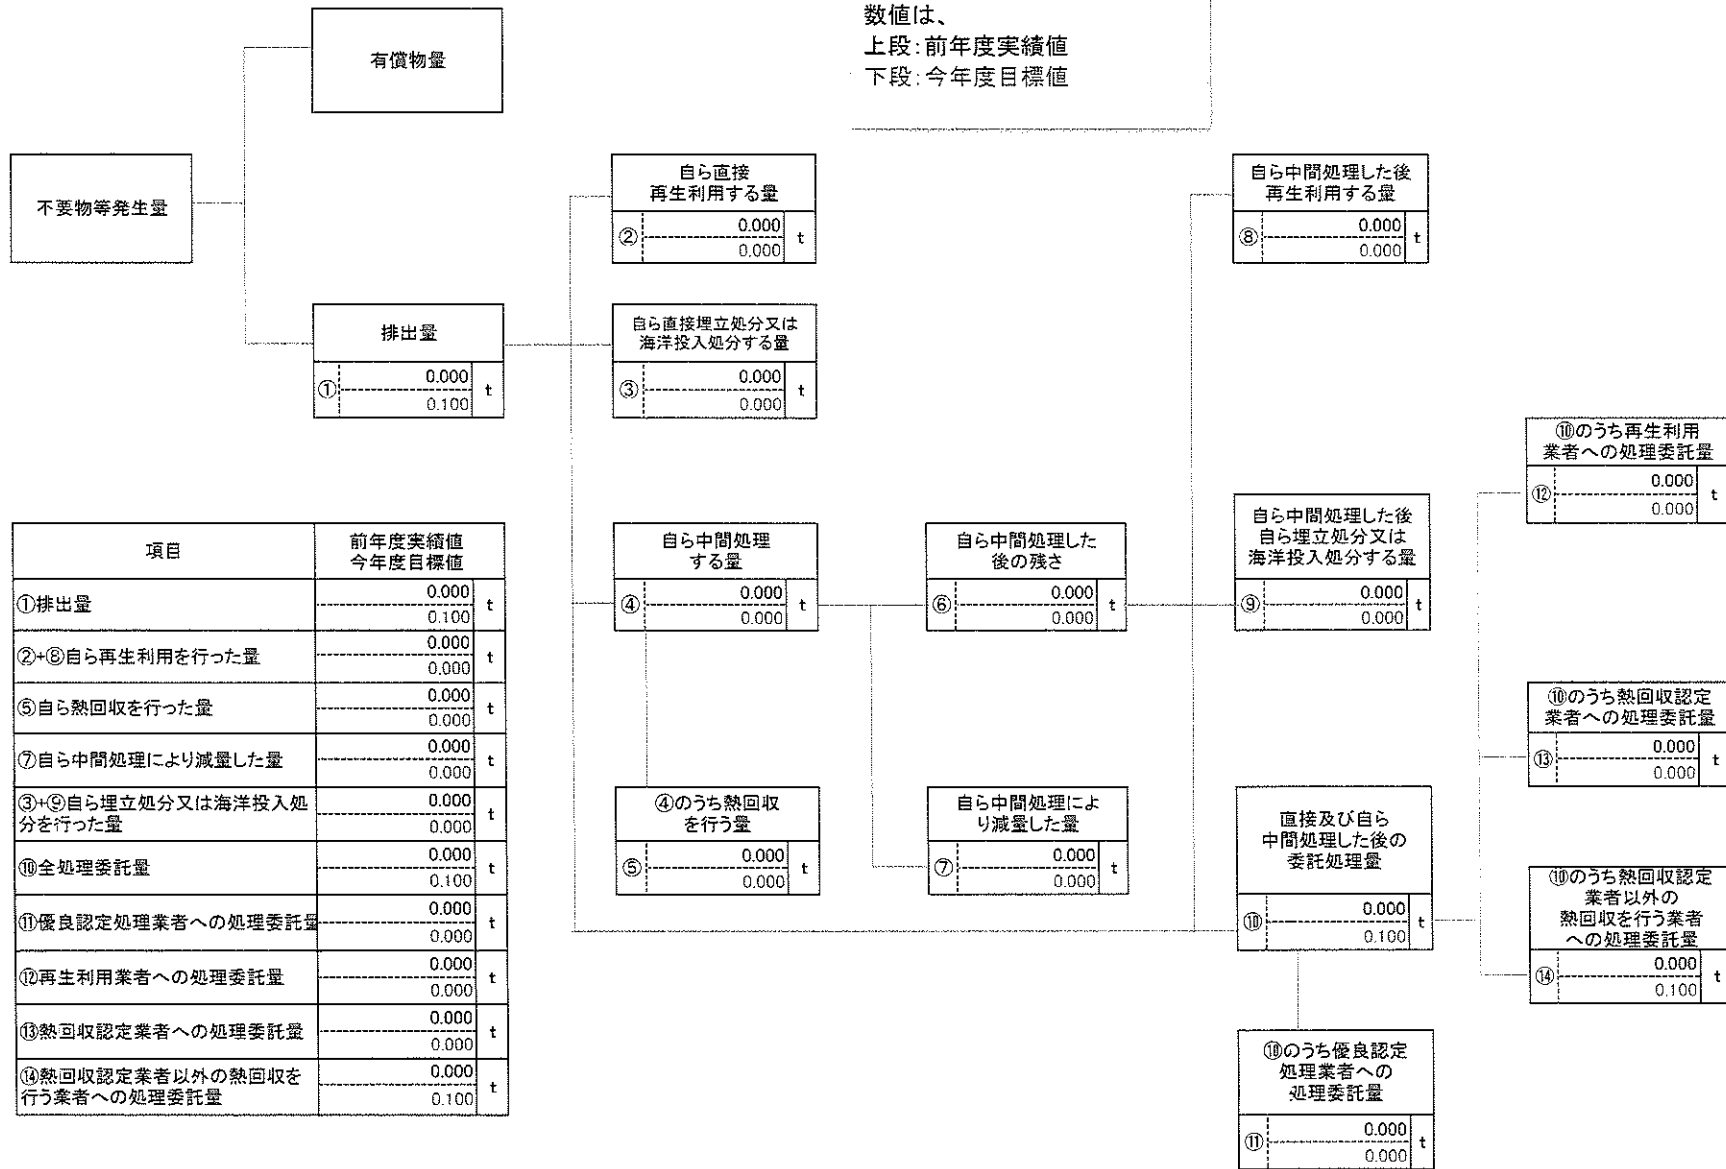 数値は、
上段:前年度実績値
下段:今年度目標値
有償物量
不要物等発生量
排出量
① 0.000 t
0.100
自ら直接
再生利用する量
② 0.000 t
0.000
自ら直接埋立処分又は
海洋投入処分する量
③ 0.000 t
0.000
自ら中間処理した後
再生利用する量
⑧ 0.000 t
0.000
自ら中間処理
する量
④ 0.000 t
0.000
自ら中間処理した
後の残さ
⑥ 0.000 t
0.000
自ら中間処理した後
自ら埋立処分又は
海洋投入処分する量
⑨ 0.000 t
0.000
④のうち熱回収
を行う量
⑤ 0.000 t
0.000
自ら中間処理によ
り減量した量
⑦ 0.000 t
0.000
直接及び自ら
中間処理した後の
委託処理量
⑩ 0.000 t
0.100
⑩のうち優良認定
処理業者への
処理委託量
⑪ 0.000 t
0.000
⑩のうち再生利用
業者への処理委託量
⑫ 0.000 t
0.000
⑩のうち熱回収認定
業者への処理委託量
⑬ 0.000 t
0.000
⑩のうち熱回収認定
業者以外の
熱回収を行う業者
への処理委託量
⑭ 0.000 t
0.100
項目 前年度実績値
今年度目標値
①排出量 0.000 t
0.100
②+⑧自ら再生利用を行った量 0.000 t
0.000
⑤自ら熱回収を行った量 0.000 t
0.000
⑦自ら中間処理により減量した量 0.000 t
0.000
③+⑨自ら埋立処分又は海洋投入処 0.000 t
分を行った量 0.000
⑩全処理委託量 0.000 t
0.100
⑪優良認定処理業者への処理委託量 0.000 t
0.000
⑫再生利用業者への処理委託量 0.000 t
0.000
⑬熱回収認定業者への処理委託量 0.000 t
0.000
⑭熱回収認定業者以外の熱回収を 0.000 t
行う業者への処理委託量 0.100